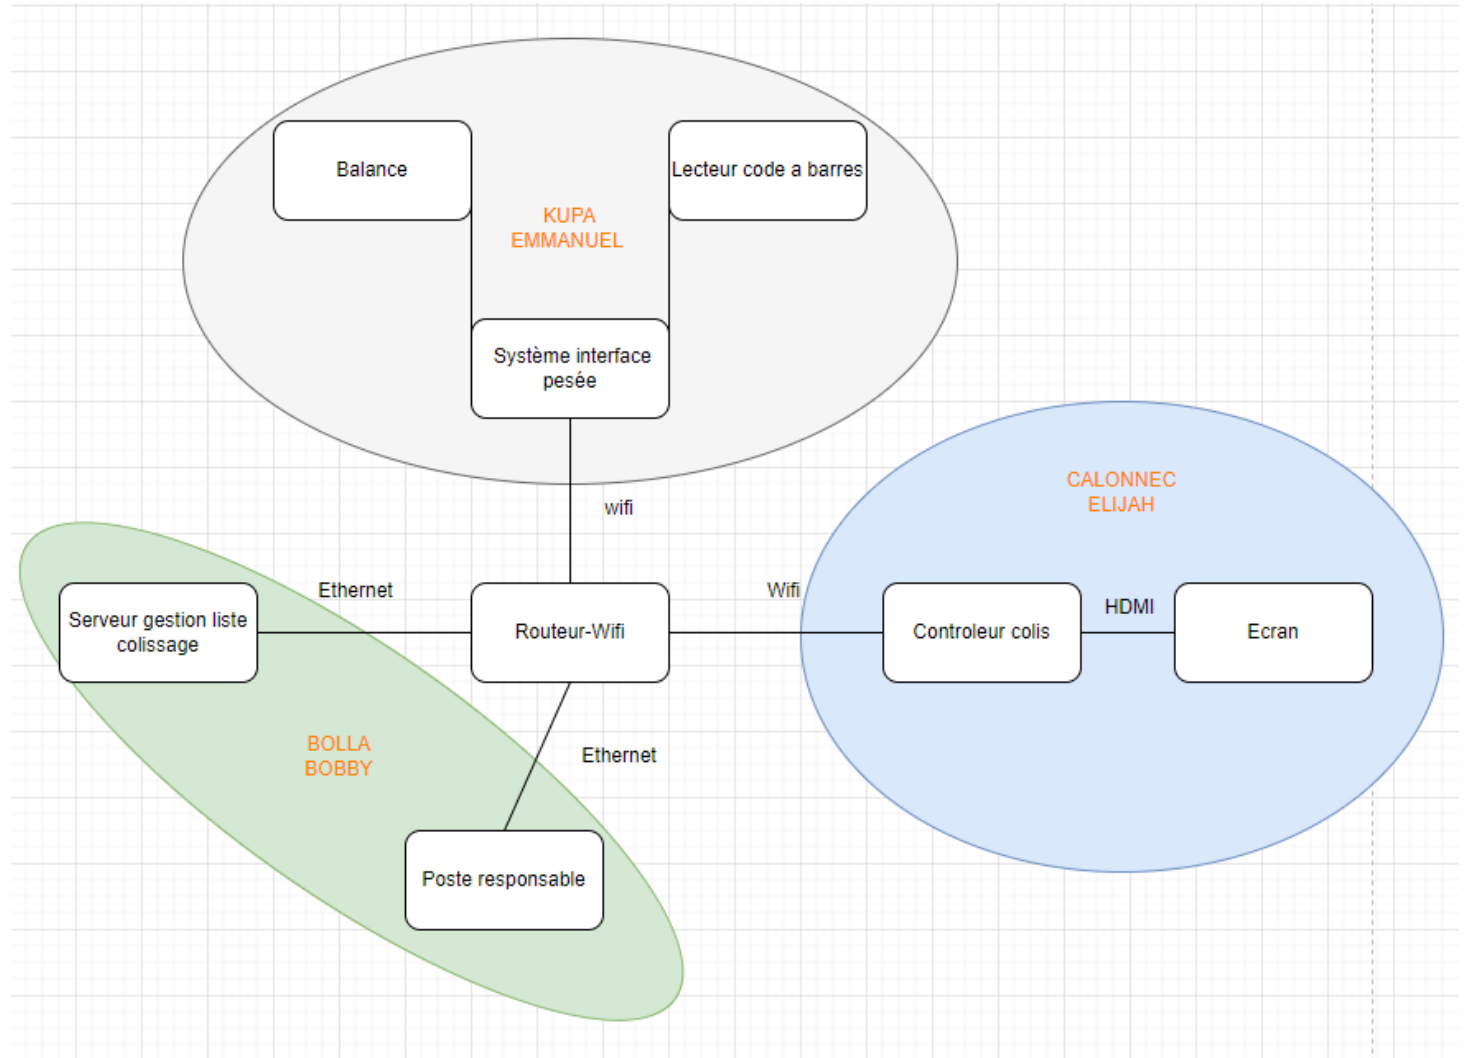 Balance
Lecteur code a barres
KUPA
EMMANUEL
Système interface
pesée
wifi
CALONNEC
ELIJAH
Ethernet
Wifi
HDMI
Serveur gestion liste
colissage
Routeur-Wifi
Controleur colis
Ecran
BOLLA
BOBBY
Ethernet
Poste responsable